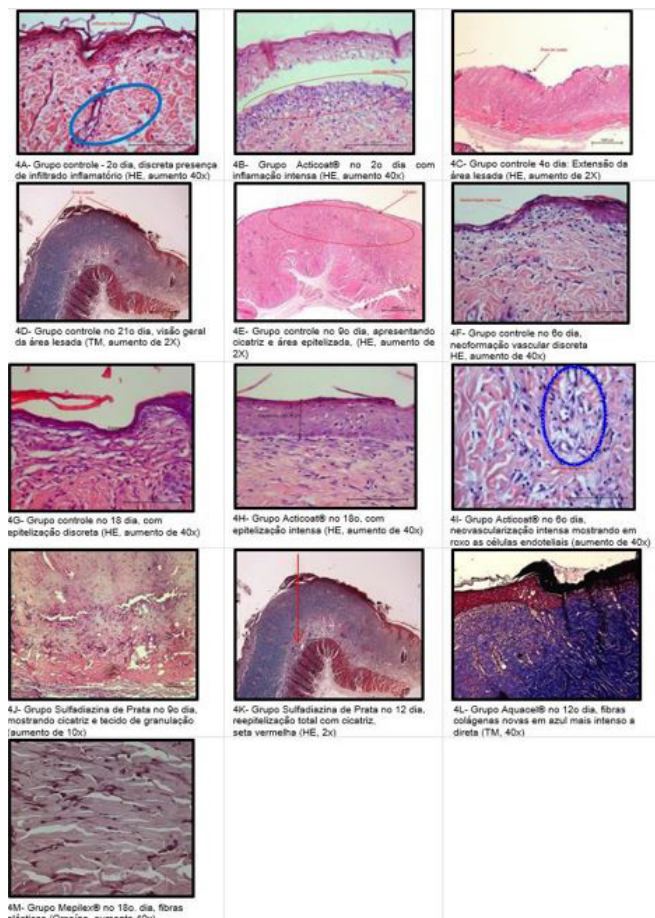 4A- Grupo controle - 2o dia, discreta presença
de infiltrado inflamatório (HE, aumento 40x)
4B- Grupo Acticoat® no 2o dia com
inflamação intensa (HE, aumento 40x)
4C- Grupo controle 4o dia: Extensão da
área lesada (HE, aumento de 2X)
4D- Grupo controle no 21o dia, visão geral
da área lesada (TM, aumento de 2X)
4E- Grupo controle no 9o dia, apresentando
cicatriz e área epitelizada, (HE, aumento de
2X)
4F- Grupo controle no 6o dia,
neoformação vascular discreta
HE, aumento de 40x)
4G- Grupo controle no 18 dia, com
epitelização discreta (HE, aumento de 40x)
4H- Grupo Acticoat® no 18o, com
epitelização intensa (HE, aumento de 40x)
4I- Grupo Acticoat® no 6o dia,
neovascularização intensa mostrando em
roxo as células endoteliais (aumento de 40x)
4J- Grupo Sulfadiazina de Prata no 9o dia,
mostrando cicatriz e tecido de granulação
(aumento de 10x)
4K- Grupo Sulfadiazina de Prata no 12 dia,
reepitelização total com cicatriz,
seta vermelha (HE, 2x)
4L- Grupo Aquacel® no 12o dia, fibras
colágenas novas em azul mais intenso a
direta (TM, 40x)
4M- Grupo Mepilex® no 18o. dia, fibras